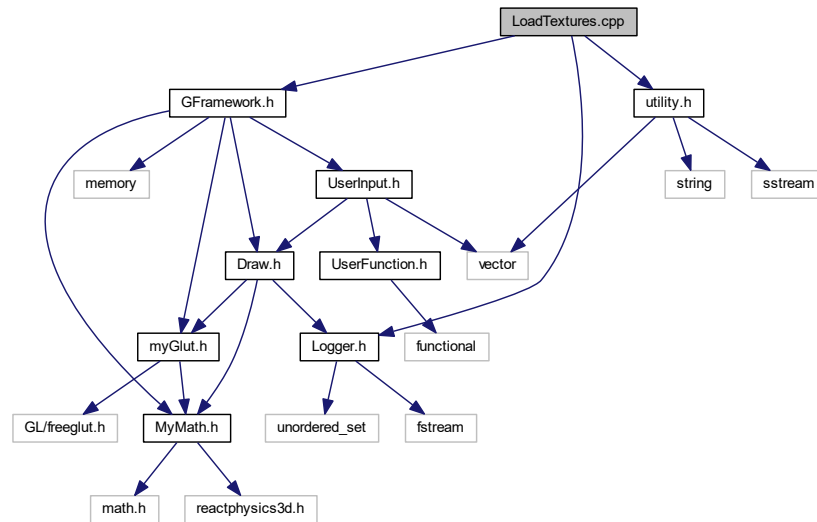 LoadTextures.cpp
GFramework.h
utility.h
memory
UserInput.h
string
sstream
Draw.h
UserFunction.h
vector
myGlut.h
Logger.h
functional
GL/freeglut.h
MyMath.h
unordered_set
fstream
math.h
reactphysics3d.h